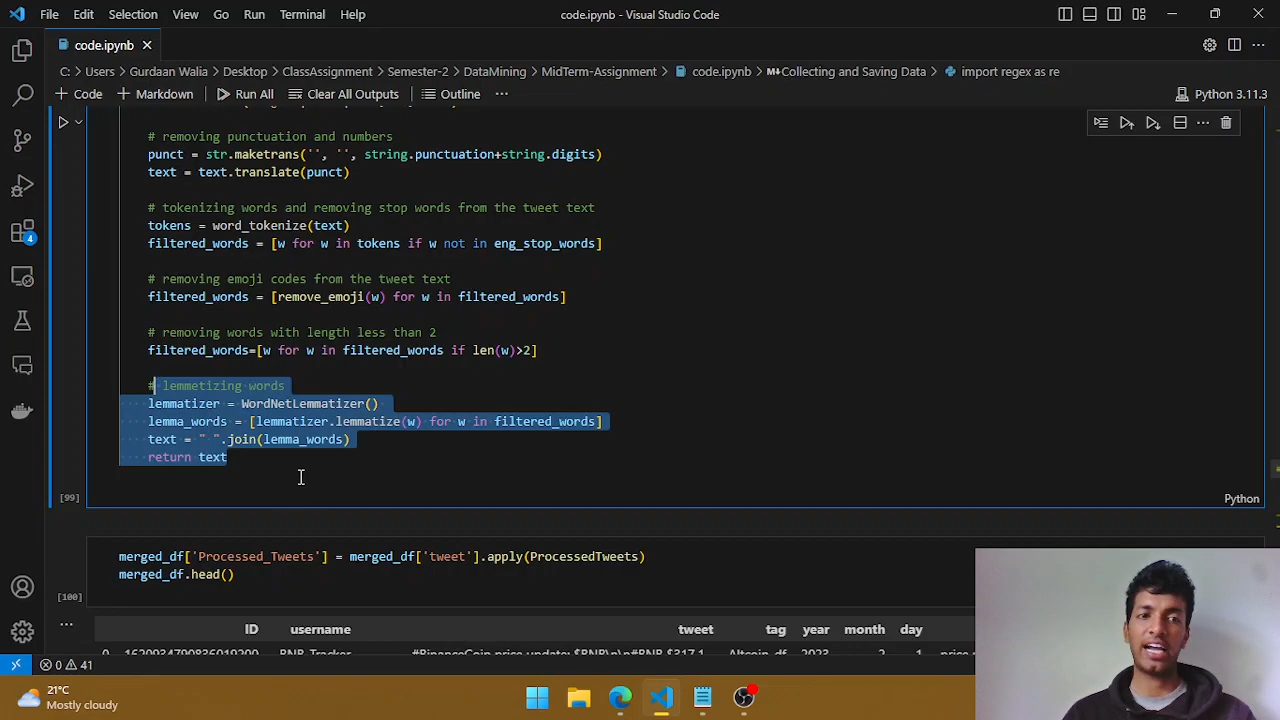 File Edit Selection View Go Run Terminal Help
code.ipynb - Visual Studio Code
code.ipynb
C: > Users > Gurdaan Walia > Desktop > ClassAssignment > Semester-2 > DataMining > MidTerm-Assignment > code.ipynb > Collecting and Saving Data > import regex as re
+ Code + Markdown Run All Clear All Outputs Outline ... Python 3.11.3
# removing punctuation and numbers
punct = str.maketrans('', '', string.punctuation+string.digits)
text = text.translate(punct)
# tokenizing words and removing stop words from the tweet text
tokens = word_tokenize(text)
filtered_words = [w for w in tokens if w not in eng_stop_words]
# removing emoji codes from the tweet text
filtered_words = [remove_emoji(w) for w in filtered_words]
# removing words with length less than 2
filtered_words=[w for w in filtered_words if len(w)>2]
# lemmetizing words
lemmatizer = WordNetLemmatizer()
lemma_words = [lemmatizer.lemmatize(w) for w in filtered_words]
text = " ".join(lemma_words)
return text
[99]
Python
merged_df['Processed_Tweets'] = merged_df['tweet'].apply(ProcessedTweets)
merged_df.head()
[100]
...
ID username tweet tag year month day
4
0 41
21°C
Mostly cloudy